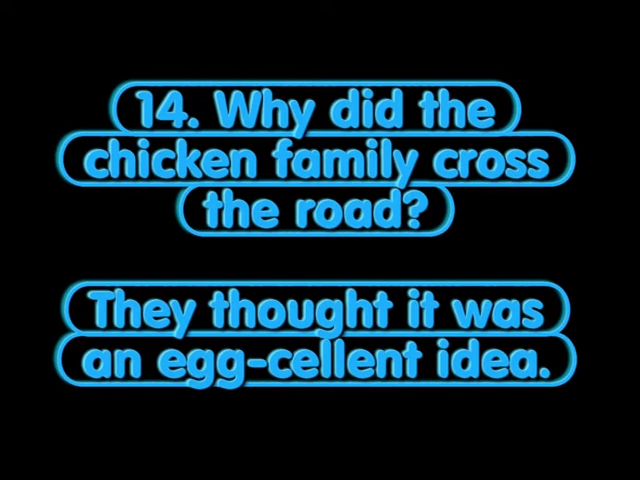 14. Why did the
chicken family cross
the road?
They thought it was
an egg-cellent idea.